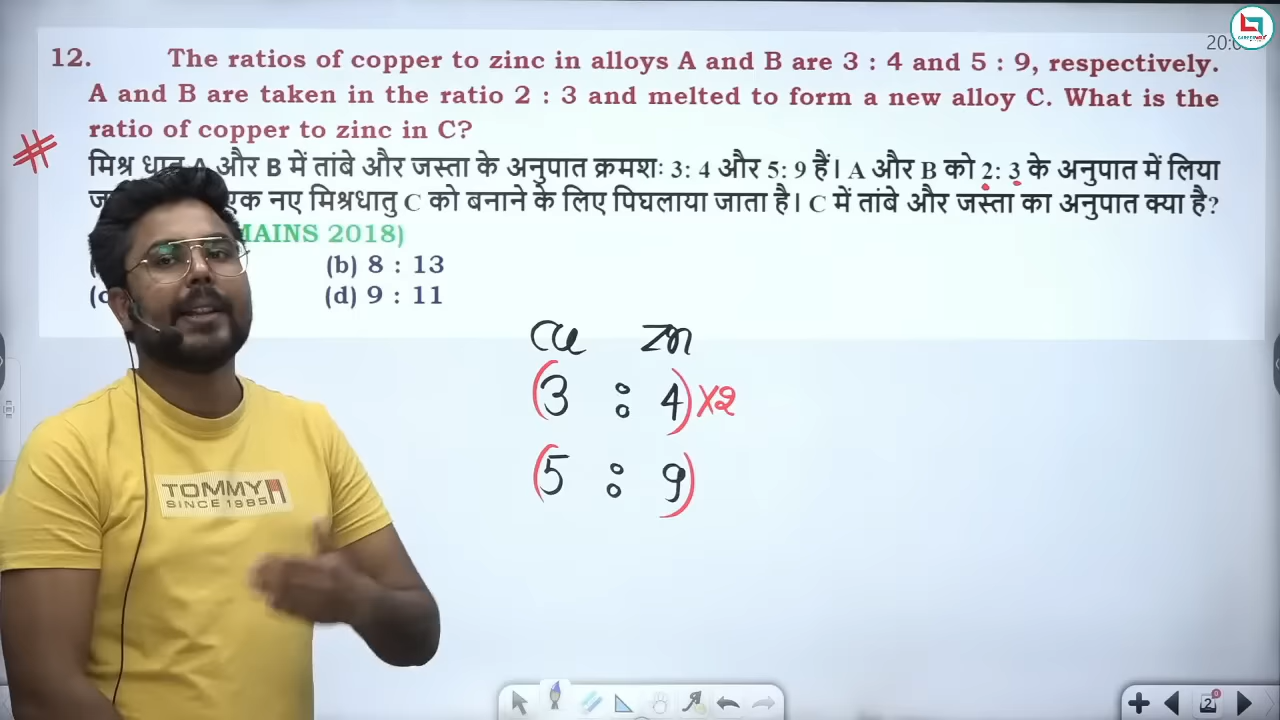 12. The ratios of copper to zinc in alloys A and B are 3 : 4 and 5 : 9, respectively.
A and B are taken in the ratio 2 : 3 and melted to form a new alloy C. What is the
ratio of copper to zinc in C?
मिश्र धातु A और B में तांबे और जस्ता के अनुपात क्रमशः 3: 4 और 5: 9 हैं। A और B को 2: 3 के अनुपात में लिया
एक नए मिश्रधातु C को बनाने के लिए पिघलाया जाता है। C में तांबे और जस्ता का अनुपात क्या है?
MAINS 2018)
(b) 8 : 13
(d) 9 : 11
Cu Zn
(3 : 4) x2
(5 : 9)
TOMMY
SINCE 1985
2